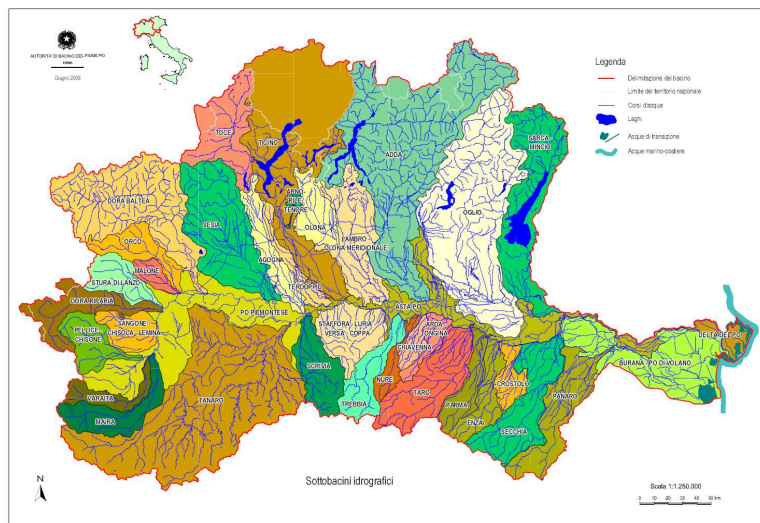 AUTORITÀ DI BACINO DEL FIUME PO
PARMA
Giugno 2009
Legenda
Delimitazione del bacino
Limite del territorio nazionale
Corsi d'acqua
Laghi
Acque di transizione
Acque marino-costiere
TOCE
TICINO
ADDA
SARCA-
MINCIO
DORA BALTEA
SESIA
ARNO-
RILE-
TENORE
OLONA
OGLIO
LAMBRO
OLONA MERIDIONALE
ORCO
AGOGNA
MALONE
STURA DI LANZO
TERDOPPIO
DORA RIPARIA
PO PIEMONTESE
ASTA PO
SANGONE -
CHISOLA - LEMINA
PELLICE -
CHISONE
STAFFORA - LURIA
VERSA - COPPA
ARDA
ONGINA
CHIAVENNA
DELTA DEL PO
BURANA - PO DI VOLANO
SCRIVIA
NURE
CROSTOLO
VARAITA
TANARO
TREBBIA
TARO
PARMA
PANARO
MAIRA
ENZA
SECCHIA
N
Sottobacini idrografici
Scala 1:1.250.000
0 10 20 30 40 50 km